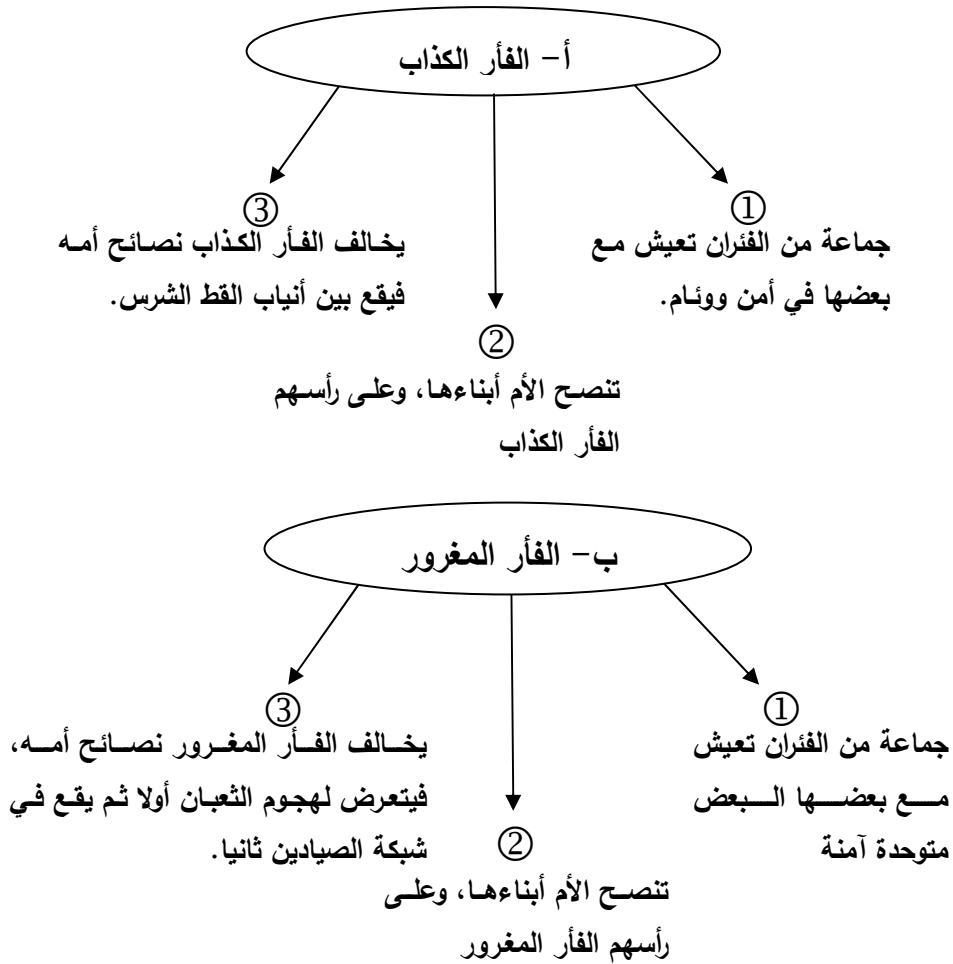 أ– الفأر الكذاب
①
جماعة من الفئران تعيش مع
بعضها في أمن ووئام.
②
تنصح الأم أبناءها، وعلى رأسهم
الفأر الكذاب
③
يخالف الفأر الكذاب نصائح أمه
فيقع بين أنياب القط الشرس.
ب– الفأر المغرور
①
جماعة من الفئران تعيش
مع بعضها البعض
متوحدة آمنة
②
تنصح الأم أبناءها، وعلى
رأسهم الفأر المغرور
③
يخالف الفأر المغرور نصائح أمه،
فيتعرض لهجوم الثعبان أولا ثم يقع في
شبكة الصيادين ثانيا.